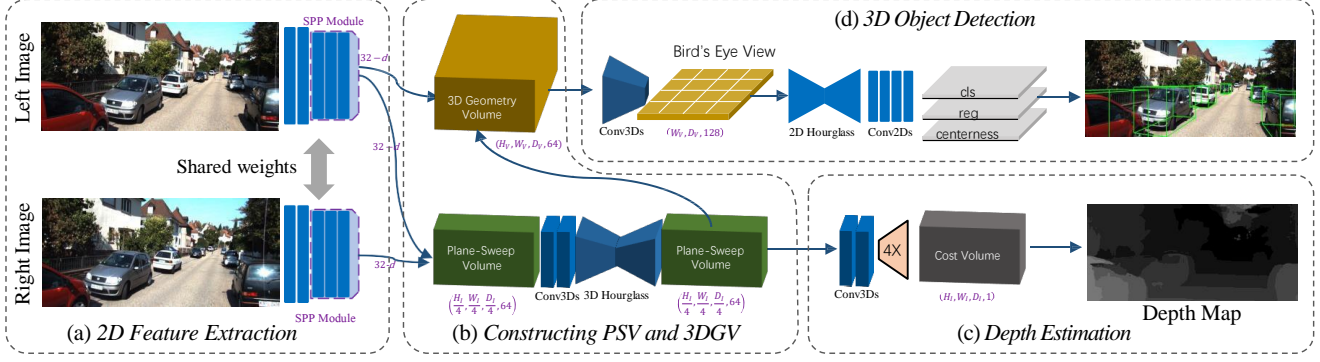 Left Image
SPP Module
32−d
32−d
Shared weights
Right Image
32−d
SPP Module
(a) 2D Feature Extraction
3D Geometry
Volume
(H_V, W_V, D_V, 64)
Plane−Sweep
Volume
(H_I/4, W_I/4, D_I/4, 64)
Conv3Ds
3D Hourglass
Plane−Sweep
Volume
(H_I/4, W_I/4, D_I/4, 64)
(b) Constructing PSV and 3DGV
(d) 3D Object Detection
Conv3Ds
Bird's Eye View
(W_V, D_V, 128)
2D Hourglass
Conv2Ds
cls
reg
centerness
Conv3Ds
4X
Cost Volume
(H_I, W_I, D_I, 1)
Depth Map
(c) Depth Estimation